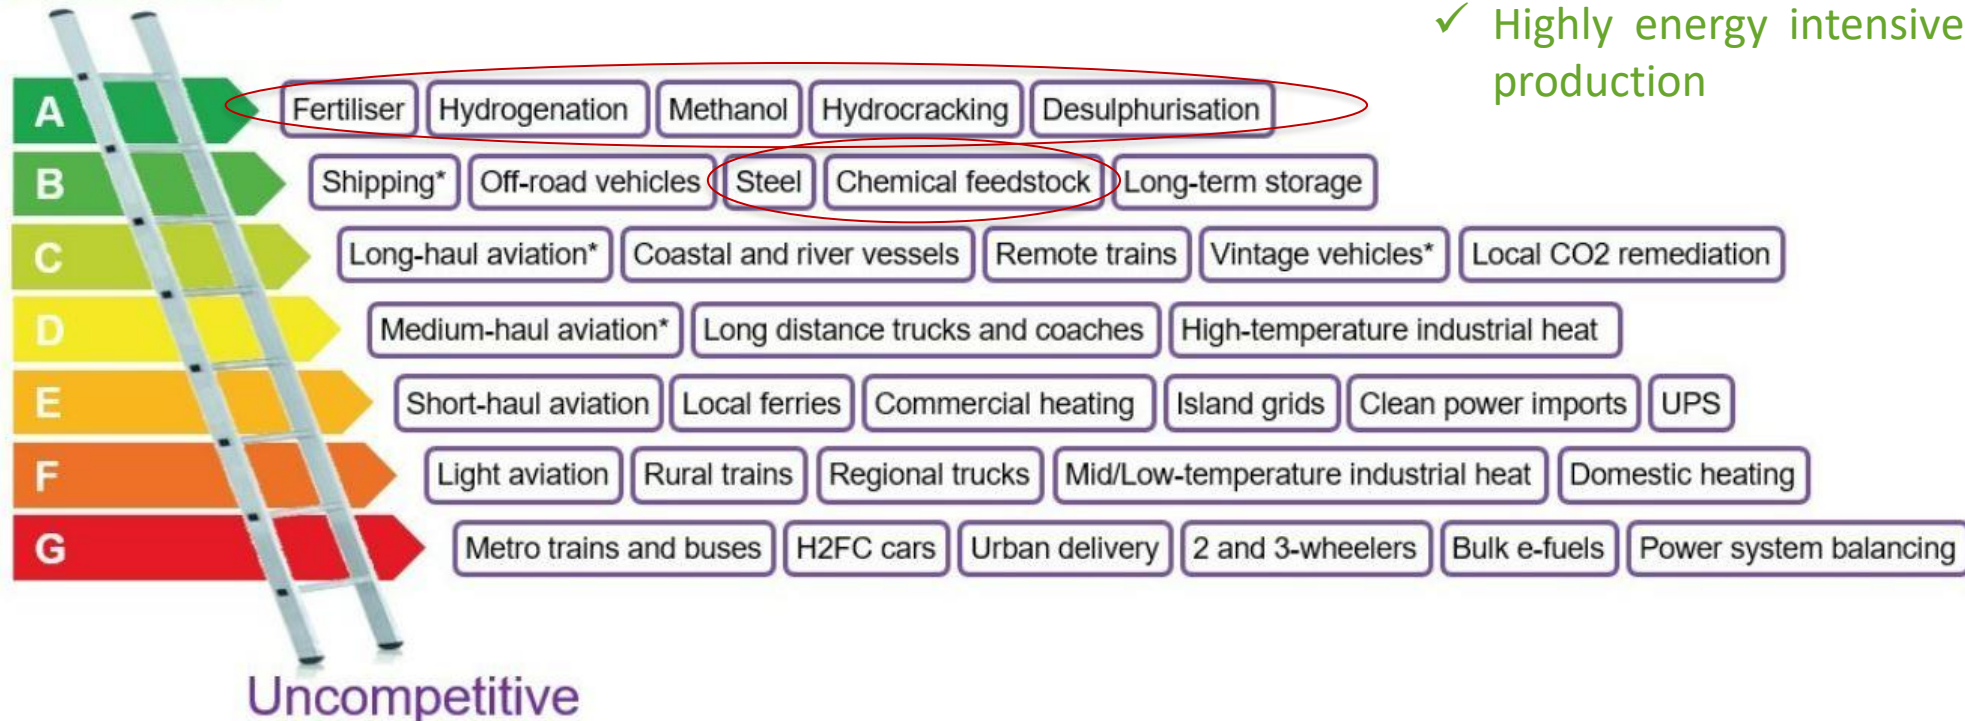 ✓ Highly energy intensive
production
A Fertiliser Hydrogenation Methanol Hydrocracking Desulphurisation
B Shipping* Off-road vehicles Steel Chemical feedstock Long-term storage
C Long-haul aviation* Coastal and river vessels Remote trains Vintage vehicles* Local CO2 remediation
D Medium-haul aviation* Long distance trucks and coaches High-temperature industrial heat
E Short-haul aviation Local ferries Commercial heating Island grids Clean power imports UPS
F Light aviation Rural trains Regional trucks Mid/Low-temperature industrial heat Domestic heating
G Metro trains and buses H2FC cars Urban delivery 2 and 3-wheelers Bulk e-fuels Power system balancing
Uncompetitive